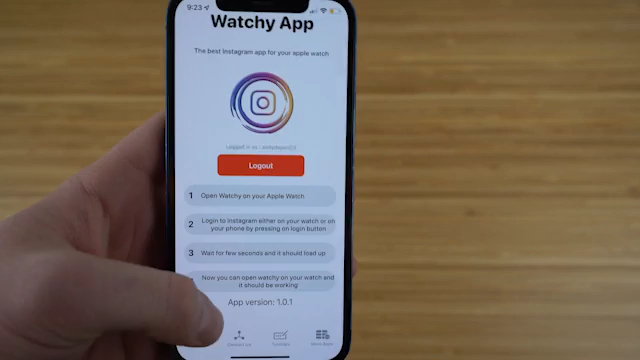 9:23
Watchy App
The best Instagram app for your apple watch
Logout
1 Open Watchy on your Apple Watch
2 Login to instagram either on your watch or on
your phone by pressing on login button
3 Wait for few seconds and it should load up
Now you can open watchy on your watch and
it should be working
App version: 1.0.1
Contact us
More Apps